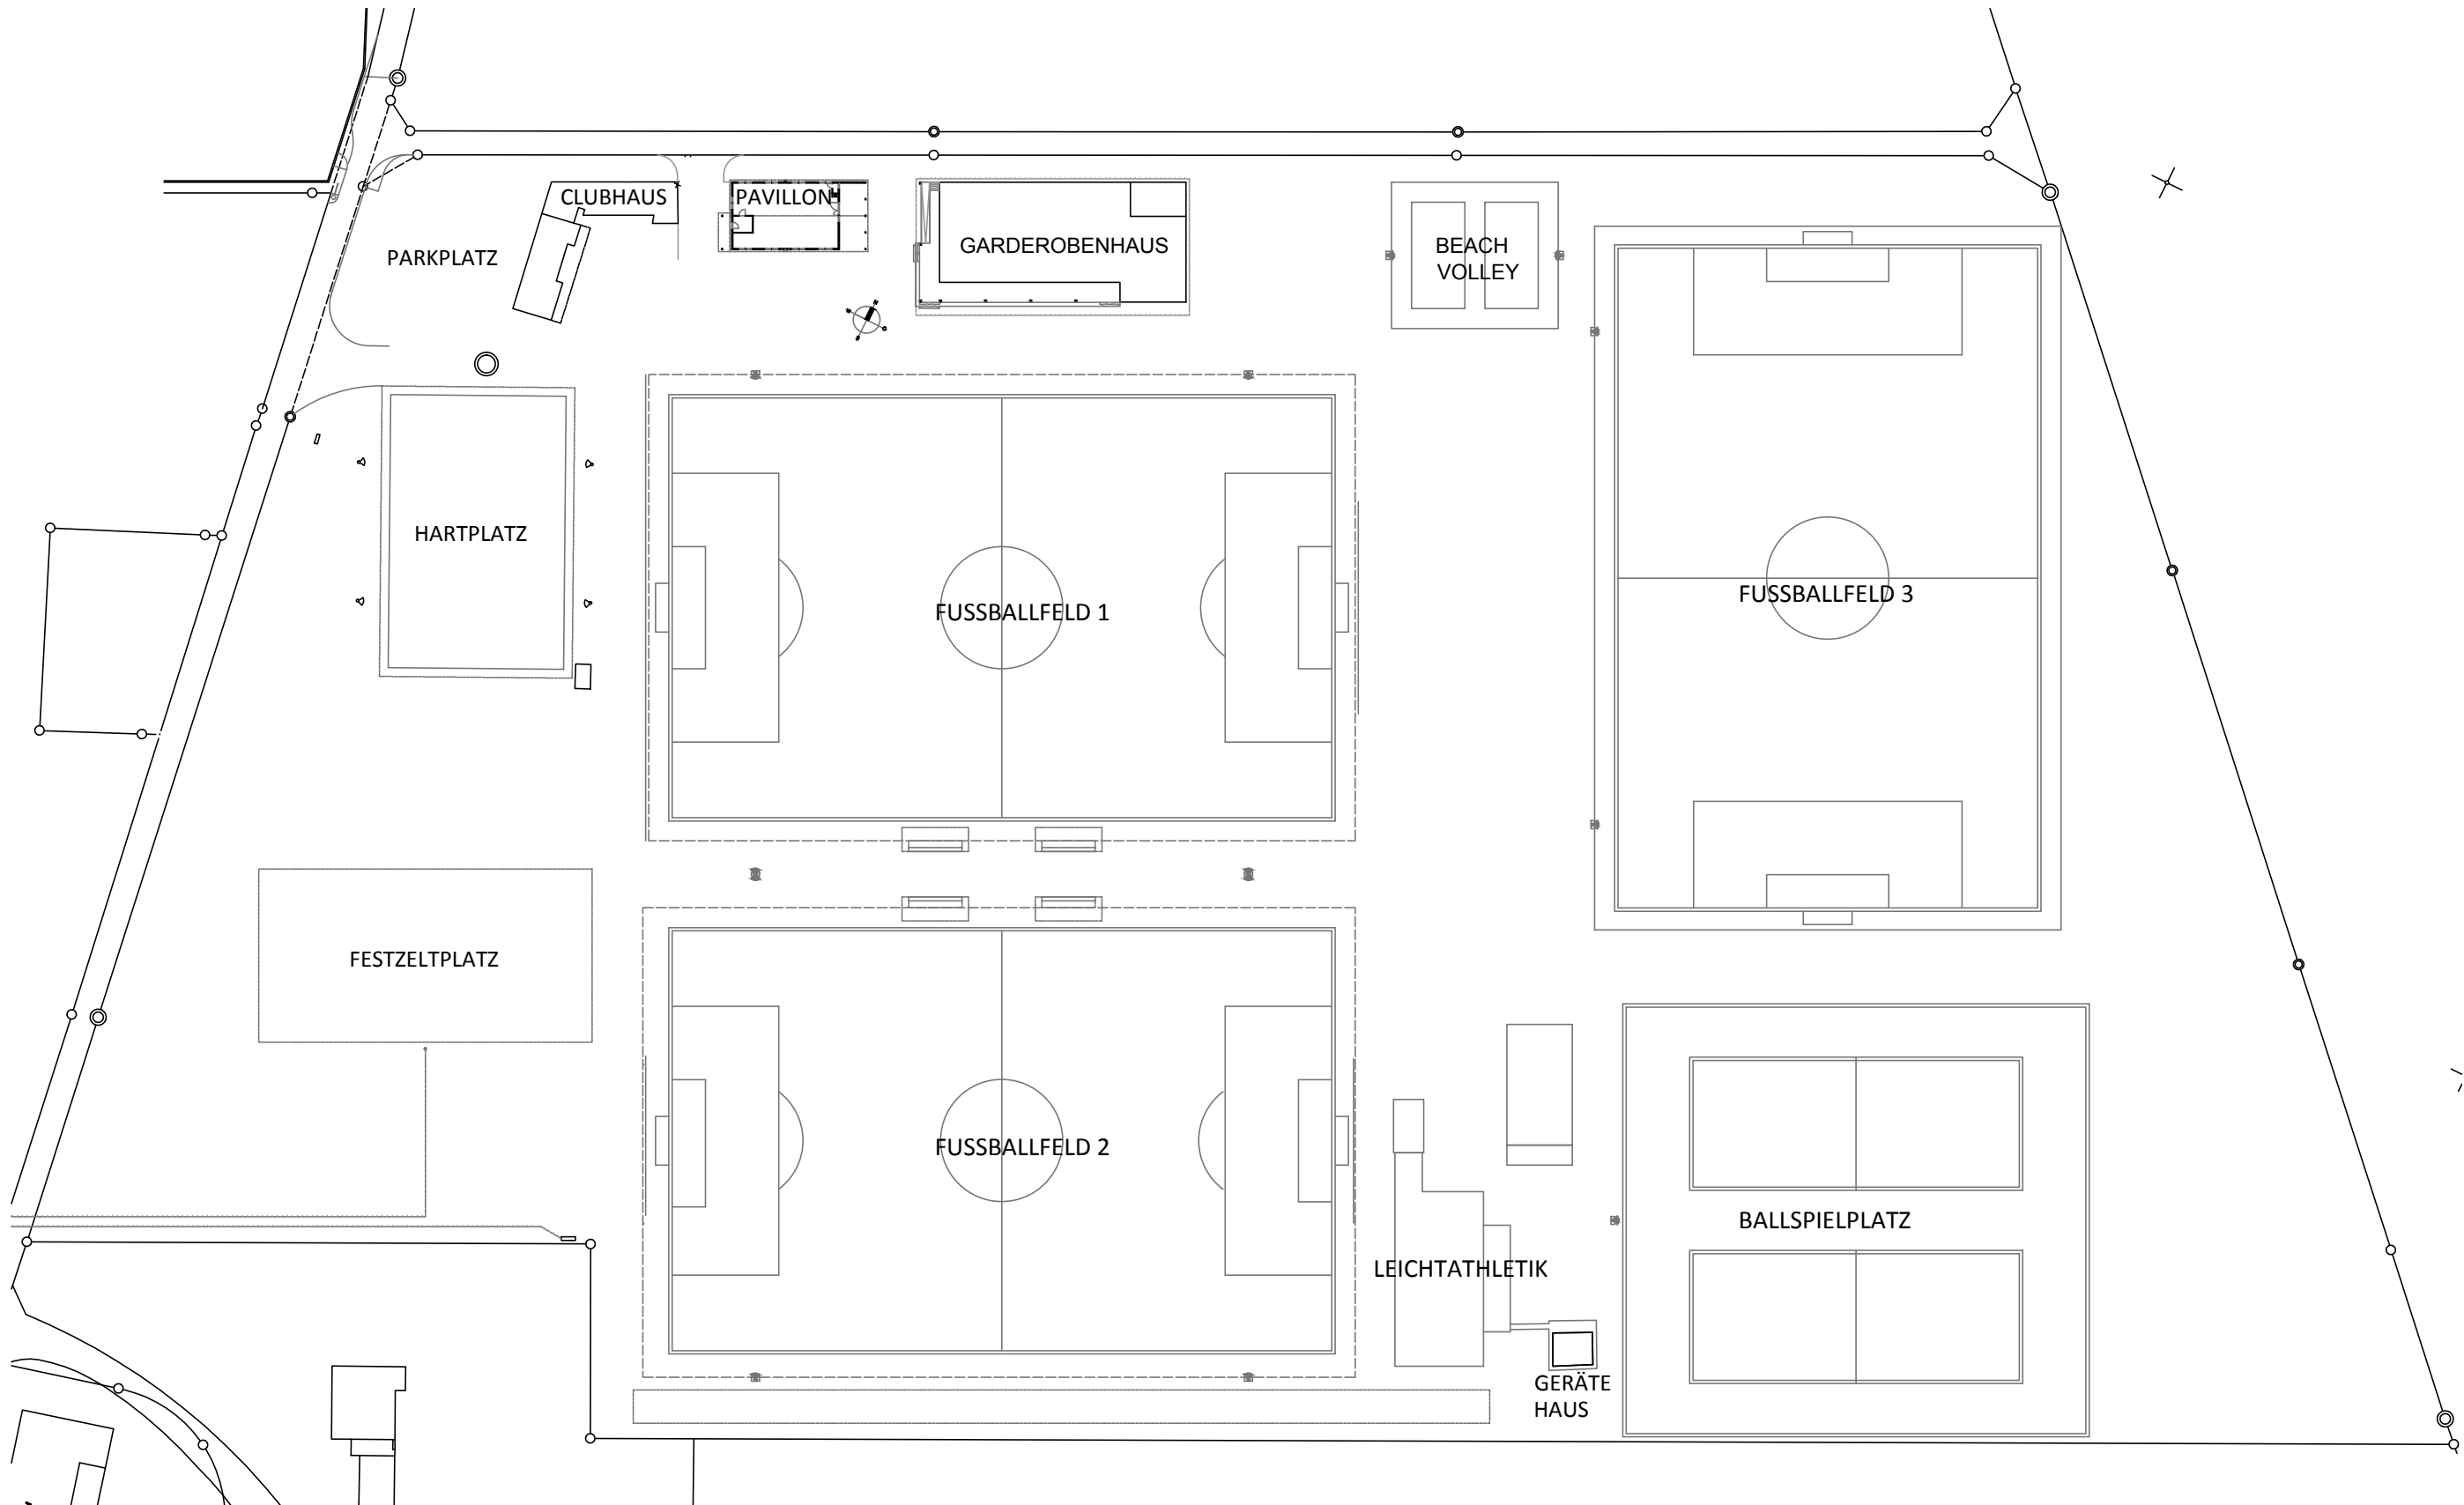 CLUBHAUS
PAVILLON
PARKPLATZ
GARDEROBENHAUS
BEACH
VOLLEY
HARTPLATZ
FUSSBALLFELD 1
FUSSBALLFELD 3
FESTZELTPLATZ
FUSSBALLFELD 2
BALLSPIELPLATZ
LEICHTATHLETIK
GERÄTE
HAUS